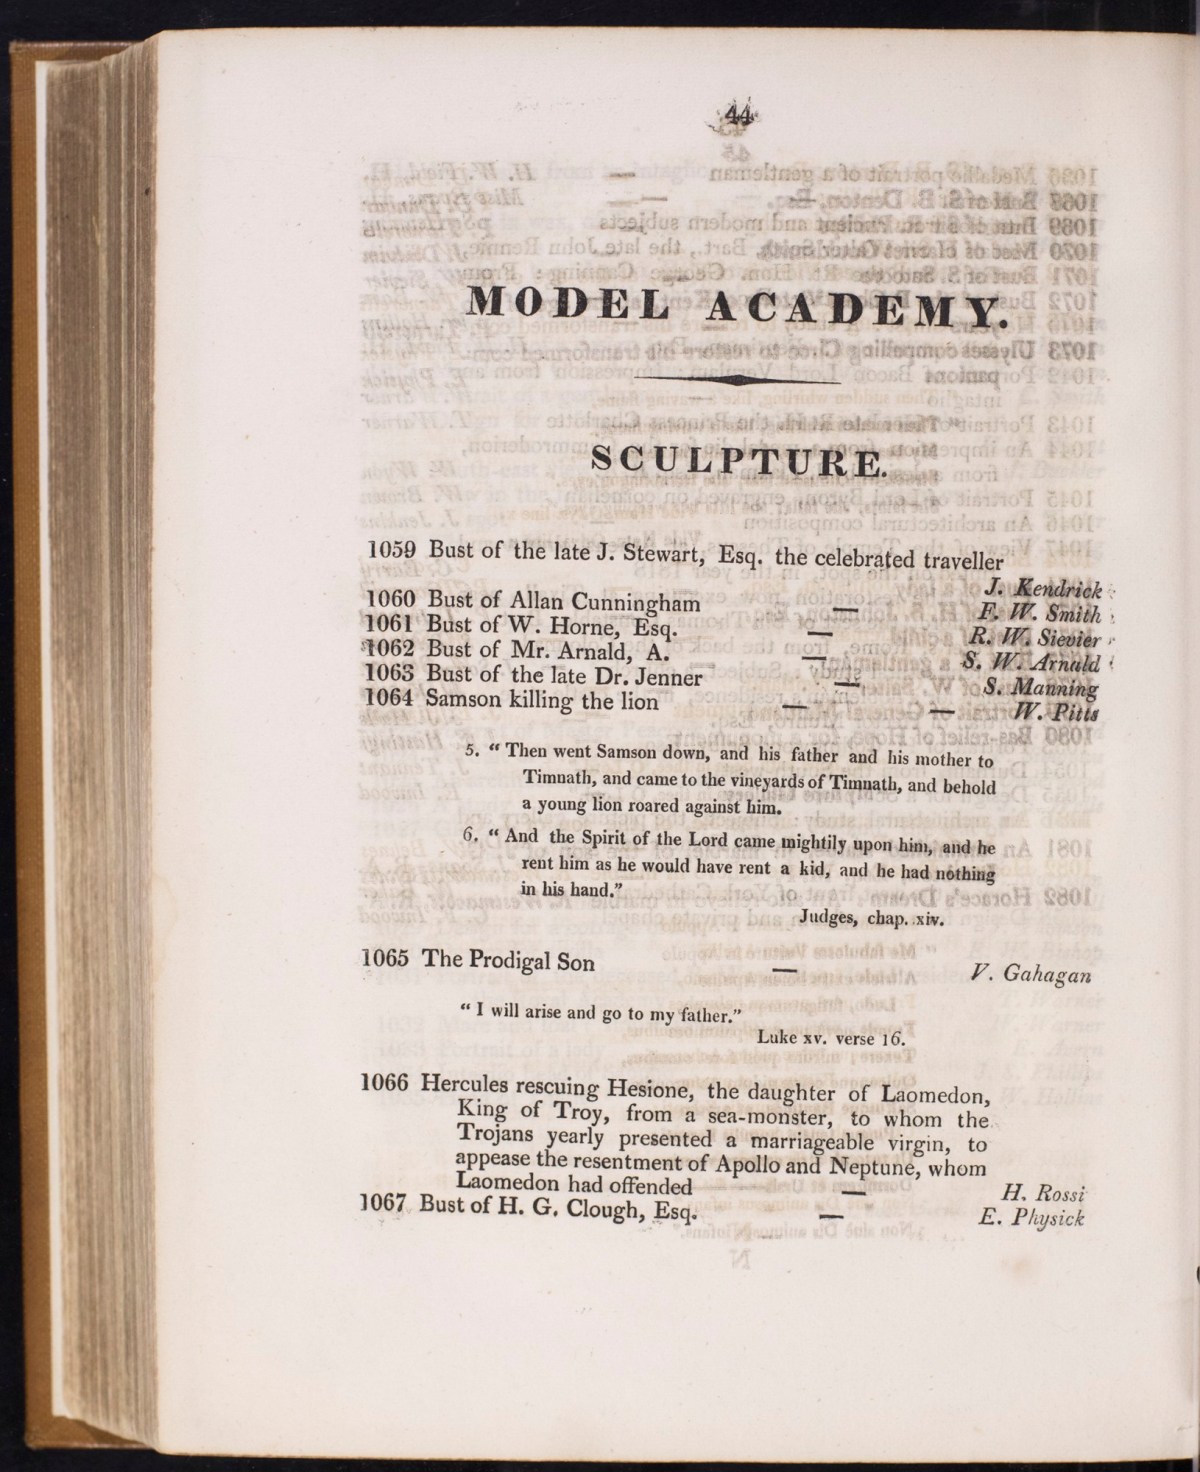 44
MODEL ACADEMY.
SCULPTURE.
1059 Bust of the late J. Stewart, Esq. the celebrated traveller
J. Kendrick
1060 Bust of Allan Cunningham — F. W. Smith
1061 Bust of W. Horne, Esq. — R. W. Sievier
1062 Bust of Mr. Arnald, A. — S. W. Arnald
1063 Bust of the late Dr. Jenner — S. Manning
1064 Samson killing the lion — — W. Pitts
5. “ Then went Samson down, and his father and his mother to
Timnath, and came to the vineyards of Timnath, and behold
a young lion roared against him.
6. “ And the Spirit of the Lord came mightily upon him, and he
rent him as he would have rent a kid, and he had nothing
in his hand.”
Judges, chap. xiv.
1065 The Prodigal Son — V. Gahagan
“ I will arise and go to my father.”
Luke xv. verse 16.
1066 Hercules rescuing Hesione, the daughter of Laomedon,
King of Troy, from a sea-monster, to whom the
Trojans yearly presented a marriageable virgin, to
appease the resentment of Apollo and Neptune, whom
Laomedon had offended — H. Rossi
1067 Bust of H. G. Clough, Esq. — E. Physick